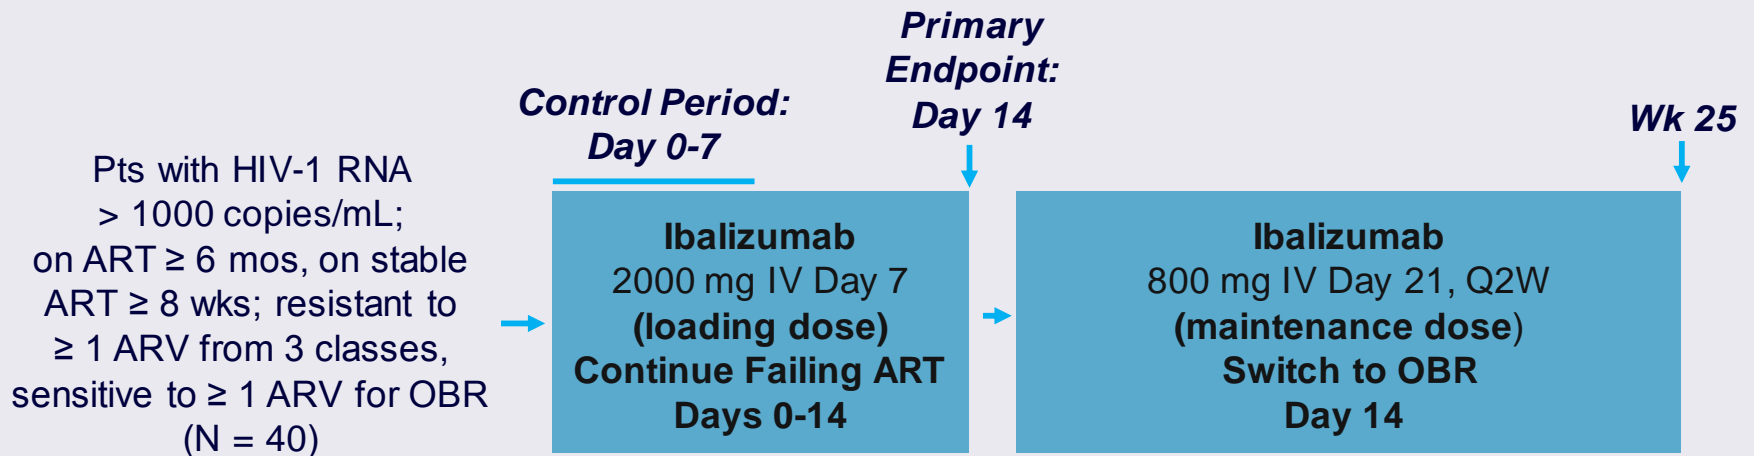 Pts with HIV-1 RNA
> 1000 copies/mL;
on ART ≥ 6 mos, on stable
ART ≥ 8 wks; resistant to
≥ 1 ARV from 3 classes,
sensitive to ≥ 1 ARV for OBR
(N = 40)
Control Period:
Day 0-7
Ibalizumab
2000 mg IV Day 7
(loading dose)
Continue Failing ART
Days 0-14
Primary
Endpoint:
Day 14
Ibalizumab
800 mg IV Day 21, Q2W
(maintenance dose)
Switch to OBR
Day 14
Wk 25